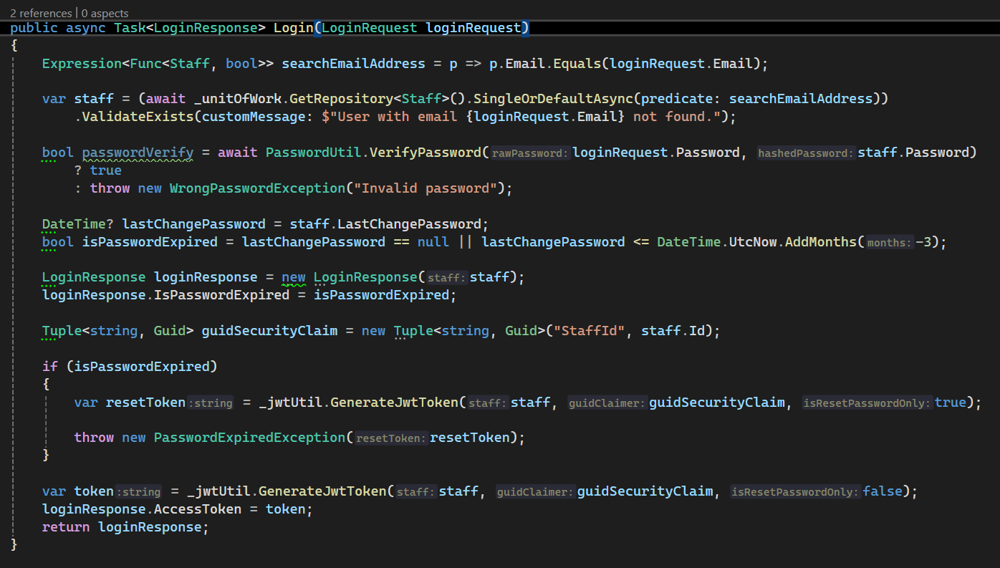 2 references | 0 aspects
public async Task<LoginResponse> Login(LoginRequest loginRequest)
{
Expression<Func<Staff, bool>> searchEmailAddress = p => p.Email.Equals(loginRequest.Email);
var staff = (await _unitOfWork.GetRepository<Staff>().SingleOrDefaultAsync(predicate: searchEmailAddress))
.ValidateExists(customMessage: $"User with email {loginRequest.Email} not found.");
bool passwordVerify = await PasswordUtil.VerifyPassword(rawPassword: loginRequest.Password, hashedPassword: staff.Password)
? true
: throw new WrongPasswordException("Invalid password");
DateTime? lastChangePassword = staff.LastChangePassword;
bool isPasswordExpired = lastChangePassword == null || lastChangePassword <= DateTime.UtcNow.AddMonths(months: -3);
LoginResponse loginResponse = new LoginResponse(staff: staff);
loginResponse.IsPasswordExpired = isPasswordExpired;
Tuple<string, Guid> guidSecurityClaim = new Tuple<string, Guid>("StaffId", staff.Id);
if (isPasswordExpired)
{
var resetToken :string = _jwtUtil.GenerateJwtToken(staff: staff, guidClaimer: guidSecurityClaim, isResetPasswordOnly: true);
throw new PasswordExpiredException(resetToken: resetToken);
}
var token :string = _jwtUtil.GenerateJwtToken(staff: staff, guidClaimer: guidSecurityClaim, isResetPasswordOnly: false);
loginResponse.AccessToken = token;
return loginResponse;
}